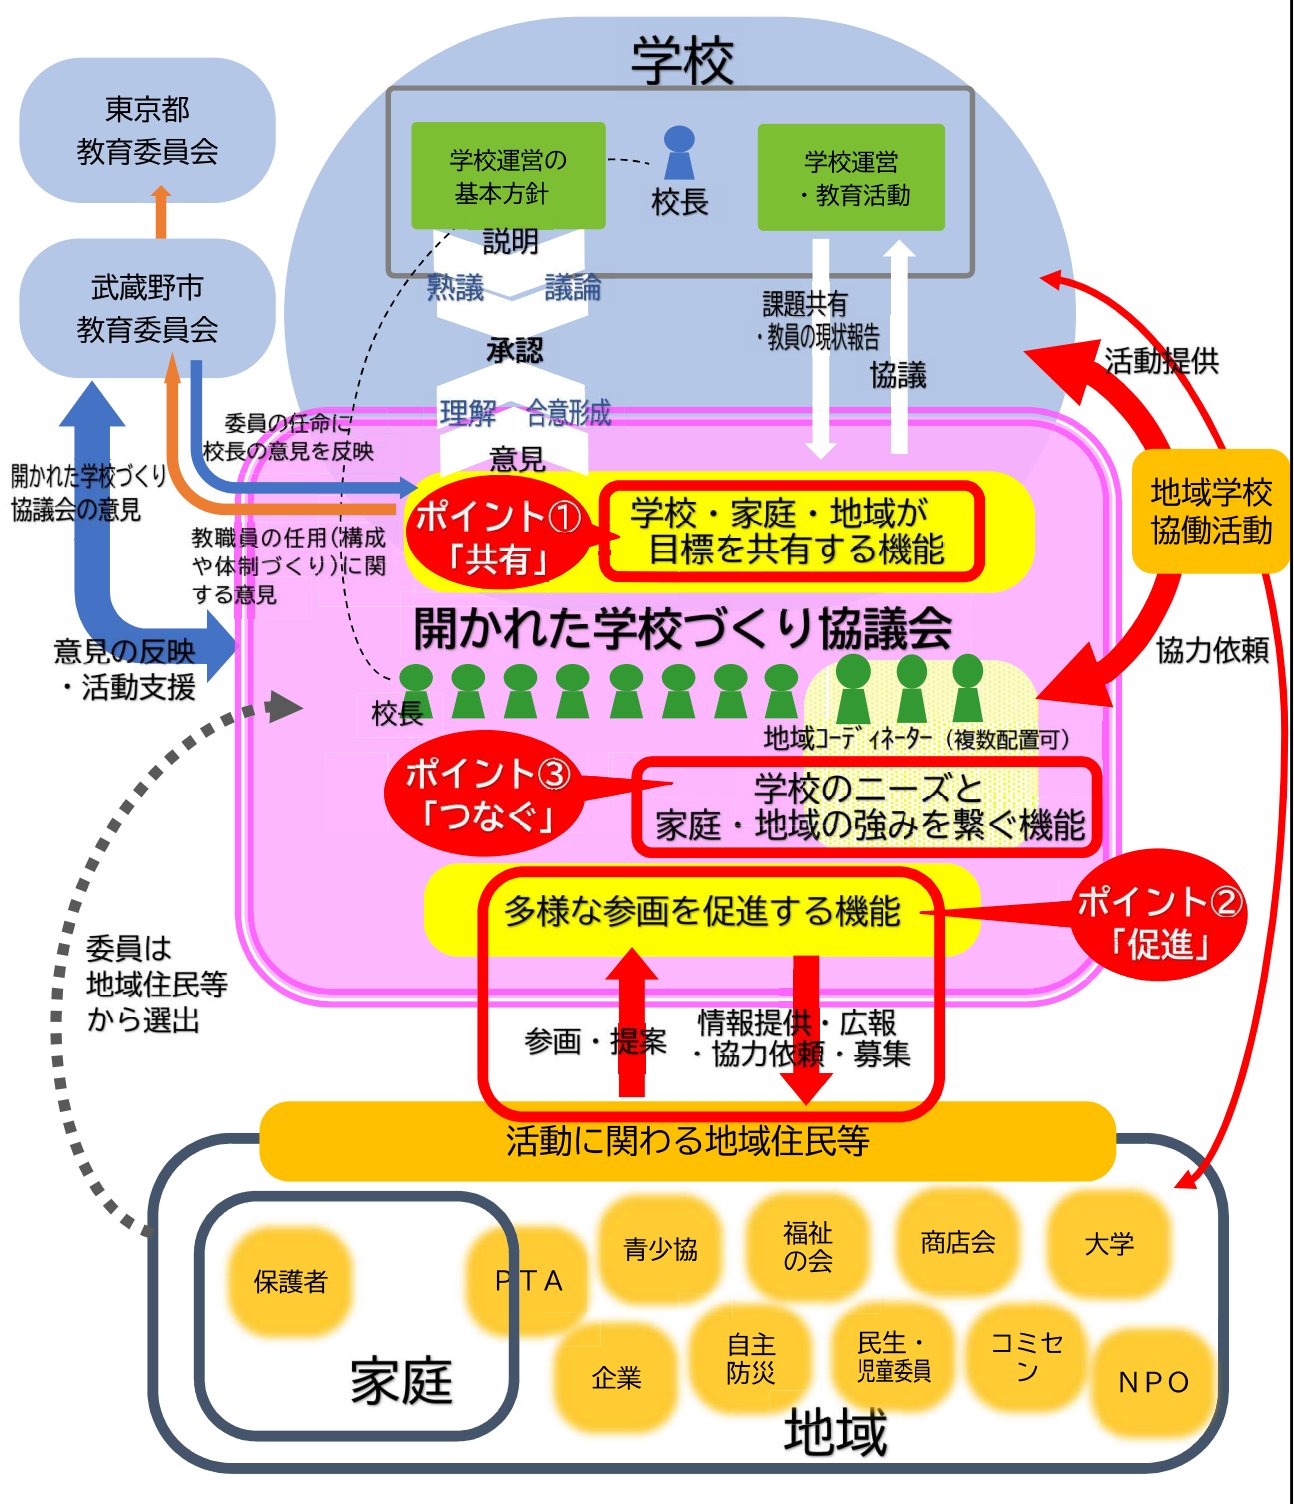 学校
東京都
教育委員会
学校運営の
基本方針
校長
学校運営
・教育活動
説明
熟議
議論
武蔵野市
教育委員会
承認
課題共有
・教員の現状報告
協議
活動提供
理解
合意形成
意見
委員の任命に
校長の意見を反映
開かれた学校づくり
協議会の意見
教職員の任用(構成
や体制づくり)に関
する意見
ポイント①
「共有」
学校・家庭・地域が
目標を共有する機能
地域学校
協働活動
開かれた学校づくり協議会
意見の反映
・活動支援
協力依頼
校長
地域コーディネーター（複数配置可）
ポイント③
「つなぐ」
学校のニーズと
家庭・地域の強みを繋ぐ機能
多様な参画を促進する機能
ポイント②
「促進」
委員は
地域住民等
から選出
参画・提案
情報提供・広報
・協力依頼・募集
活動に関わる地域住民等
保護者
ＰＴＡ
青少協
福祉
の会
商店会
大学
企業
自主
防災
民生・
児童委員
コミセ
ン
ＮＰＯ
家庭
地域